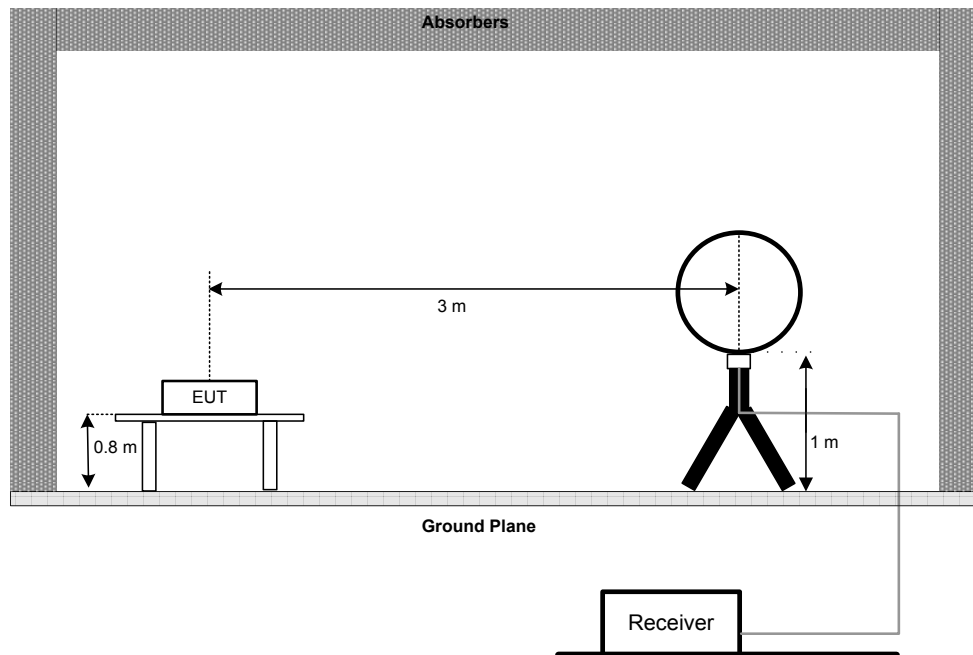 Absorbers
3 m
EUT
0.8 m
1 m
Ground Plane
Receiver